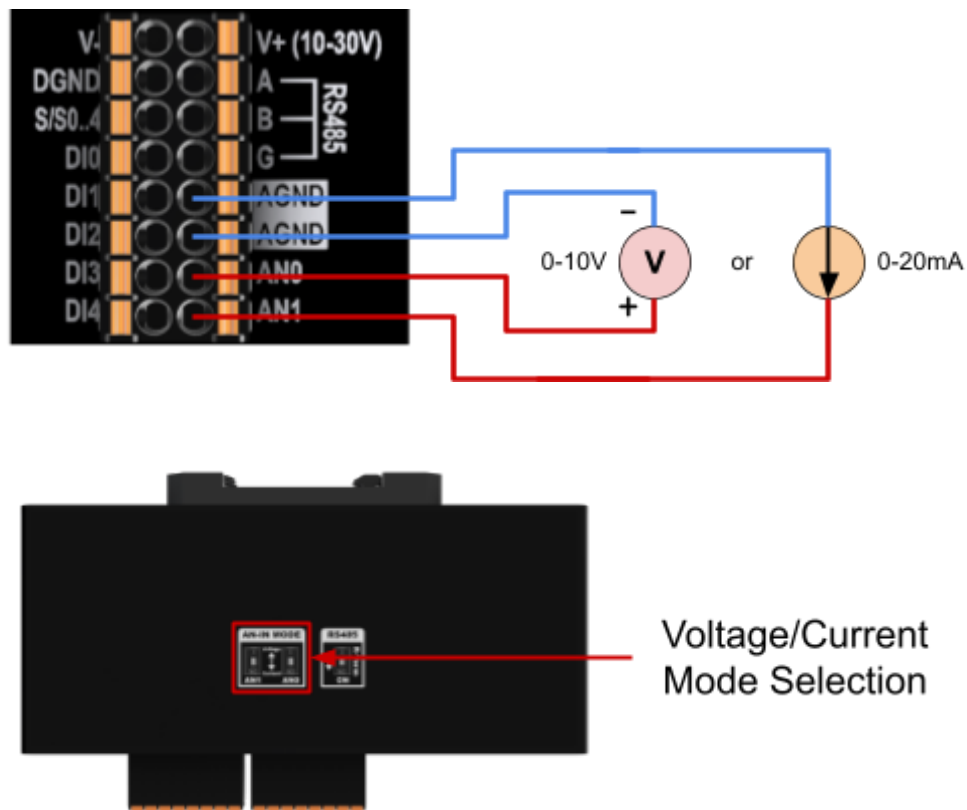 V- V+ (10-30V)
DGND A
S/S0..4 B
RS485
DI0 G
DI1 AGND
DI2 AGND
DI3 AN0
DI4 AN1
−
0-10V V or 0-20mA
+
AN-IN MODE RS485
AN1 AN0 ON
Voltage/Current
Mode Selection